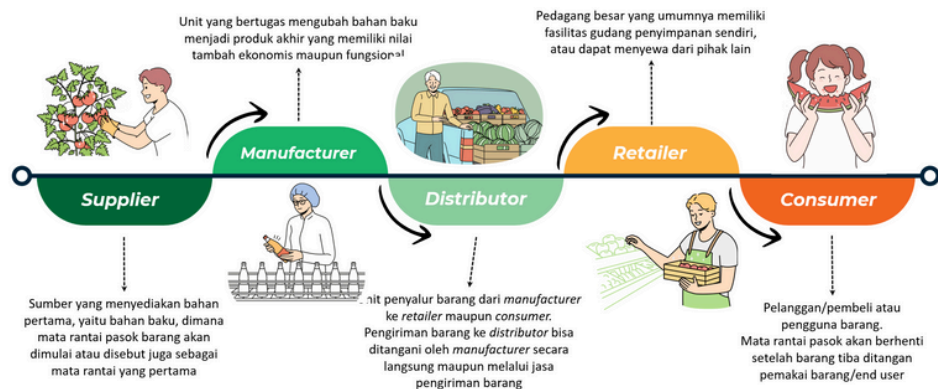 Unit yang bertugas mengubah bahan baku
menjadi produk akhir yang memiliki nilai
tambah ekonomis maupun fungsional
Pedagang besar yang umumnya memiliki
fasilitas gudang penyimpanan sendiri,
atau dapat menyewa dari pihak lain
Manufacturer
Retailer
Supplier
Distributor
Consumer
Sumber yang menyediakan bahan
pertama, yaitu bahan baku, dimana
mata rantai pasok barang akan
dimulai atau disebut juga sebagai
mata rantai yang pertama
nit penyalur barang dari manufacturer
ke retailer maupun consumer.
Pengiriman barang ke distributor bisa
ditangani oleh manufacturer secara
langsung maupun melalui jasa
pengiriman barang
Pelanggan/pembeli atau
pengguna barang.
Mata rantai pasok akan berhenti
setelah barang tiba ditangan
pemakai barang/end user